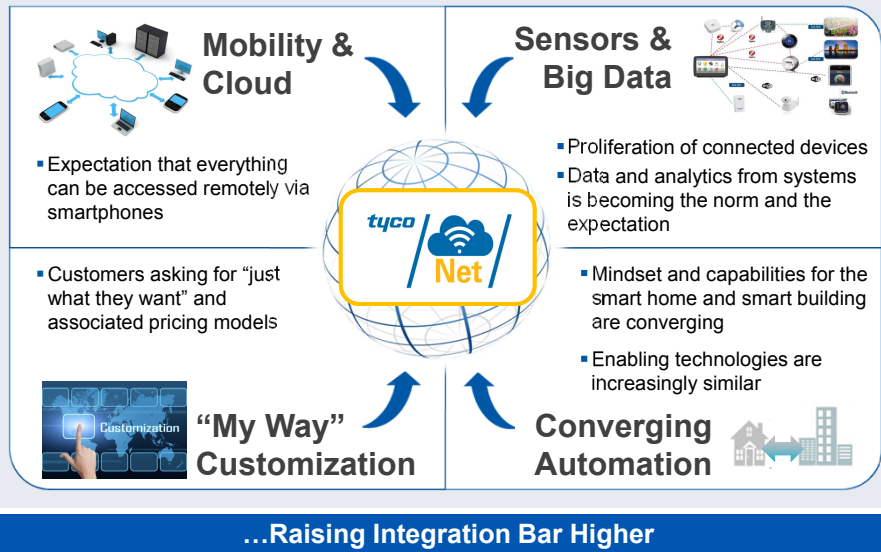 Mobility &
Cloud
▪ Expectation that everything
can be accessed remotely via
smartphones
Sensors &
Big Data
▪ Proliferation of connected devices
▪ Data and analytics from systems
is becoming the norm and the
expectation
tyco
Net
▪ Customers asking for “just
what they want” and
associated pricing models
Customization
“My Way”
Customization
▪ Mindset and capabilities for the
smart home and smart building
are converging
▪ Enabling technologies are
increasingly similar
Converging
Automation
…Raising Integration Bar Higher